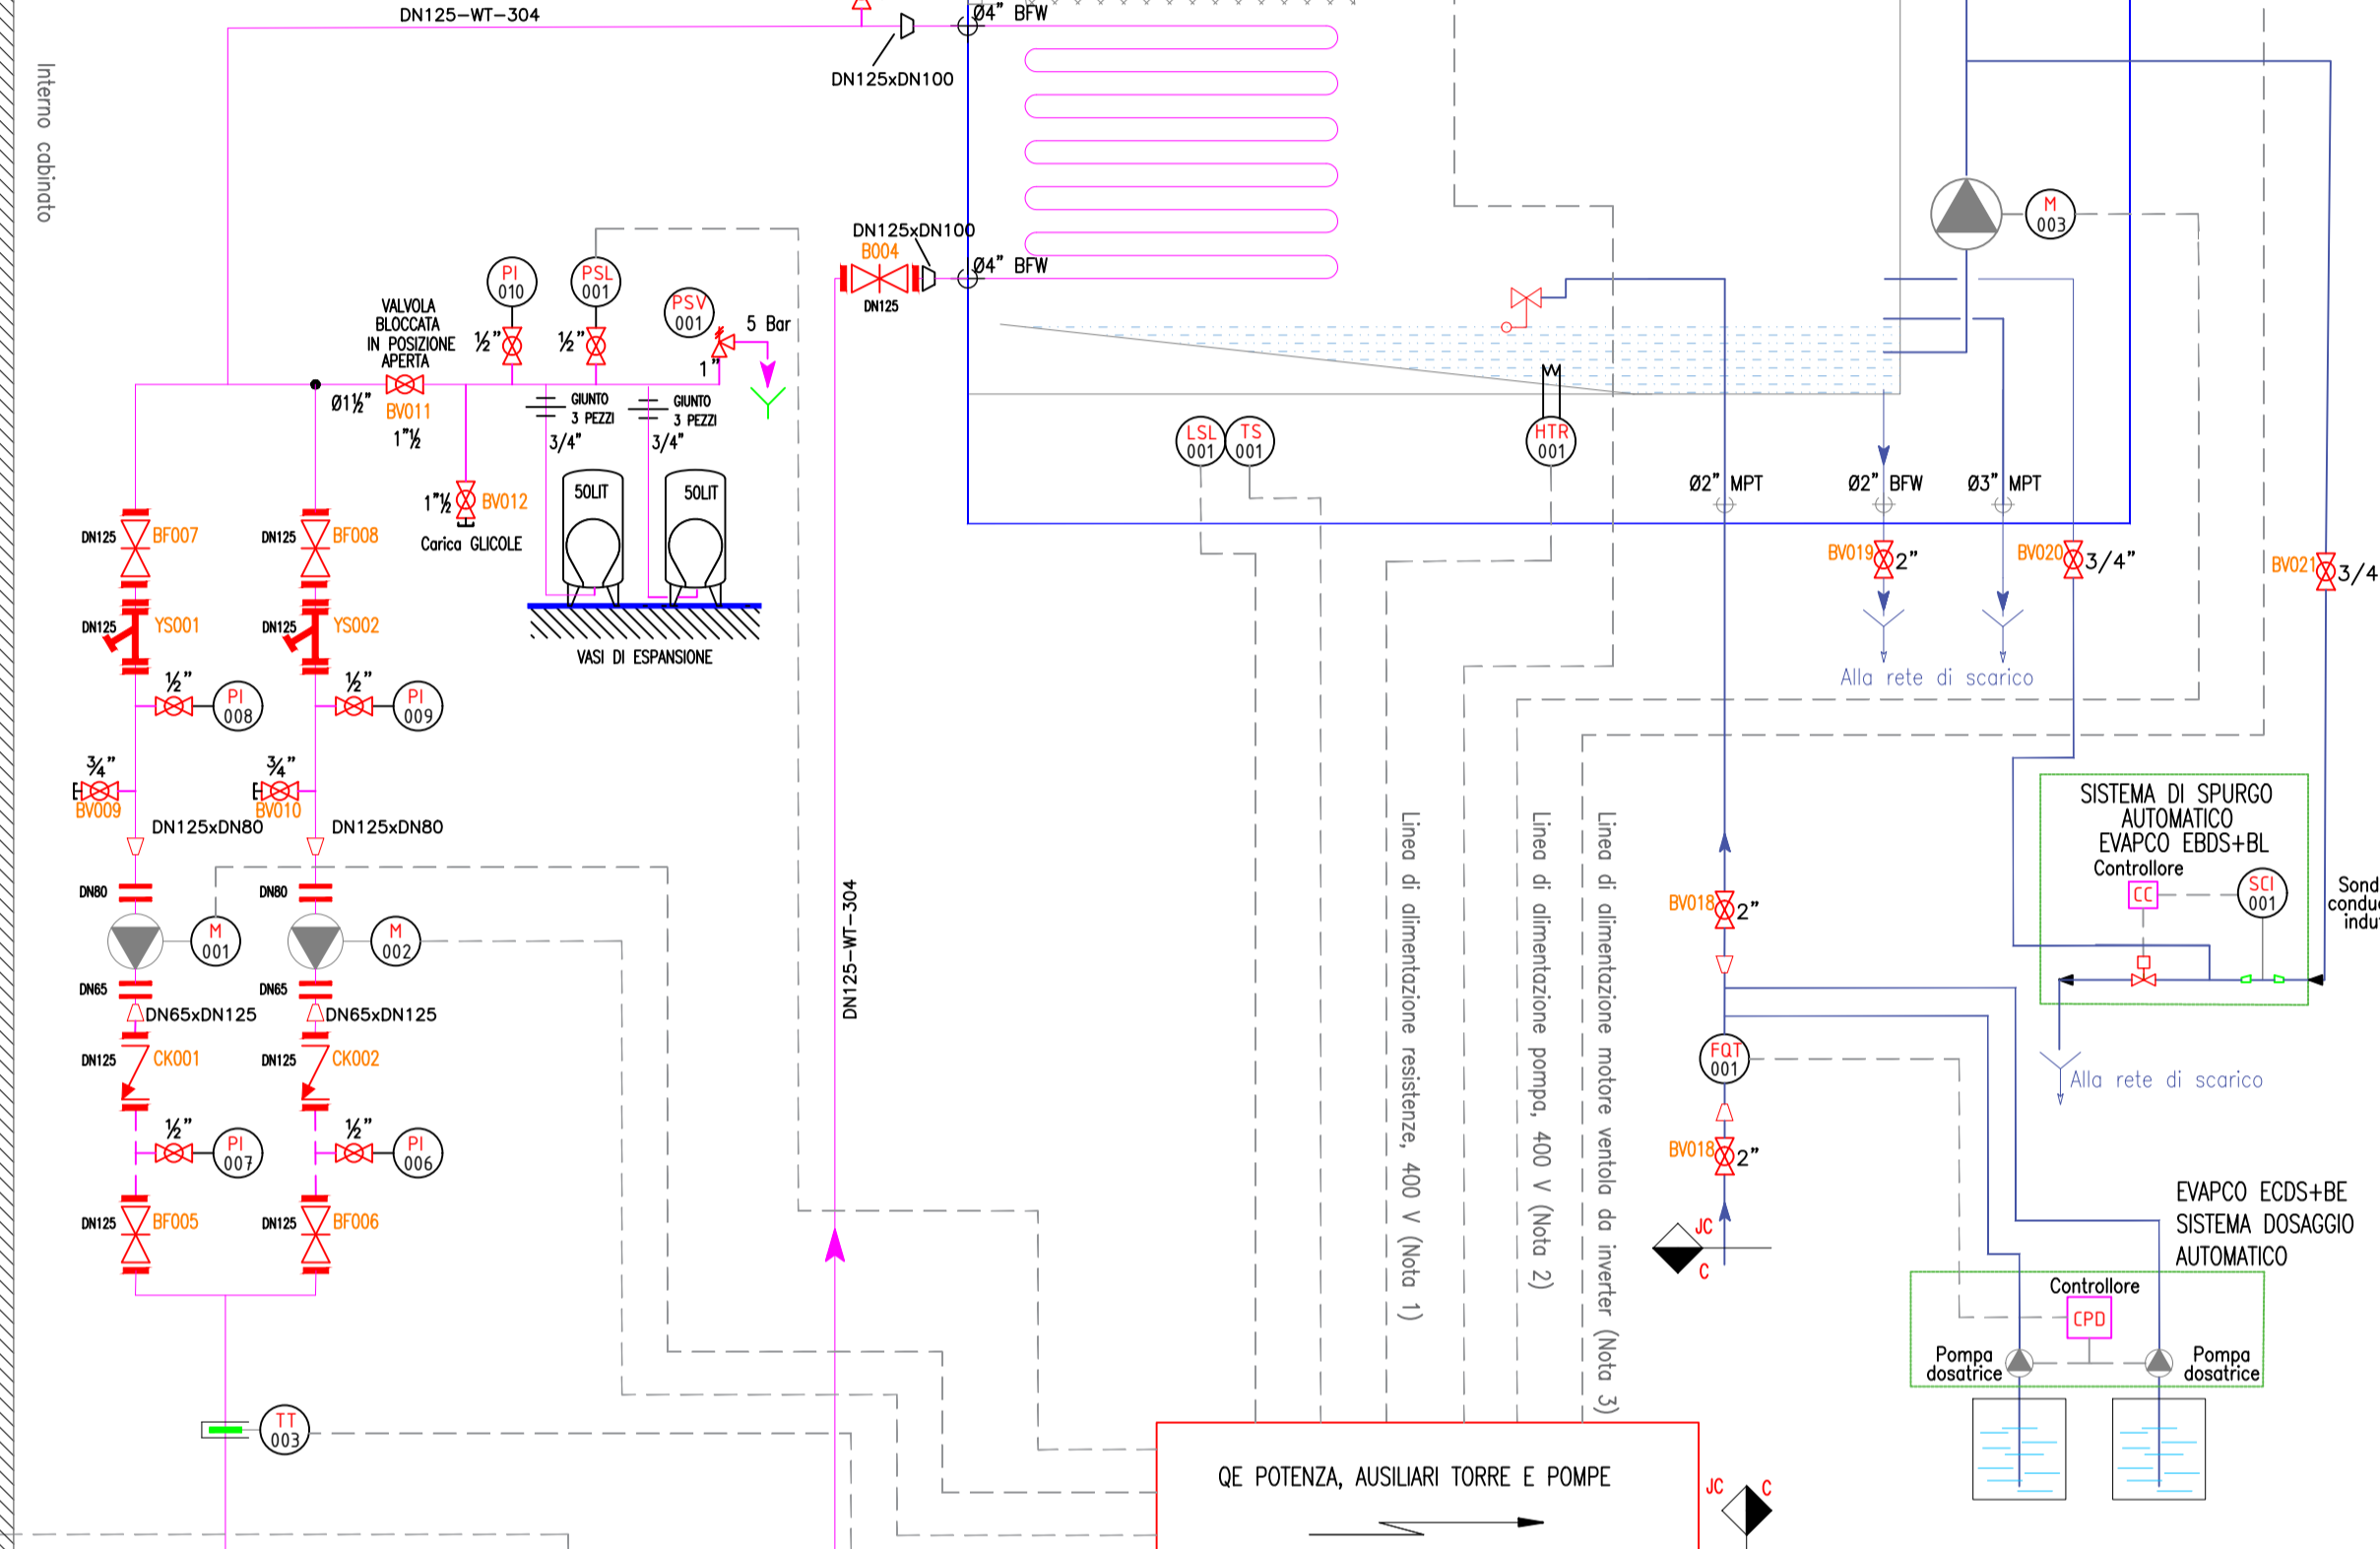 DN125-WT-304
Ø4” BFW
DN125xDN100
Interno cabinato
DN125xDN100
B004
Ø4” BFW
DN125
M
003
PI
010
PSL
001
PSV
001
5 Bar
VALVOLA
BLOCCATA
IN POSIZIONE
APERTA
½”
½”
1”
Ø1½”
BV011
1”½
GIUNTO
3 PEZZI
3/4”
GIUNTO
3 PEZZI
3/4”
1”½
BV012
Carica GLICOLE
50LIT
50LIT
VASI DI ESPANSIONE
LSL
001
TS
001
HTR
001
Ø2” MPT
Ø2” BFW
Ø3” MPT
BV019
2”
BV020
3/4”
BV021
3/4
Alla rete di scarico
DN125
BF007
DN125
BF008
DN125
YS001
DN125
YS002
½”
PI
008
½”
PI
009
¾”
BV009
¾”
BV010
DN125xDN80
DN125xDN80
DN80
DN80
M
001
M
002
DN65
DN65
DN65xDN125
DN65xDN125
DN125
CK001
DN125
CK002
½”
PI
007
½”
PI
006
DN125
BF005
DN125
BF006
TT
003
DN125-WT-304
Linea di alimentazione resistenze, 400 V (Nota 1)
Linea di alimentazione pompa, 400 V (Nota 2)
Linea di alimentazione motore ventola da inverter (Nota 3)
BV018
2”
FQT
001
BV018
2”
JC
C
SISTEMA DI SPURGO
AUTOMATICO
EVAPCO EBDS+BL
Controllore
CC
SCI
001
Sond
condu
indu
Alla rete di scarico
EVAPCO ECDS+BE
SISTEMA DOSAGGIO
AUTOMATICO
Controllore
CPD
Pompa
dosatrice
Pompa
dosatrice
QE POTENZA, AUSILIARI TORRE E POMPE
JC
C